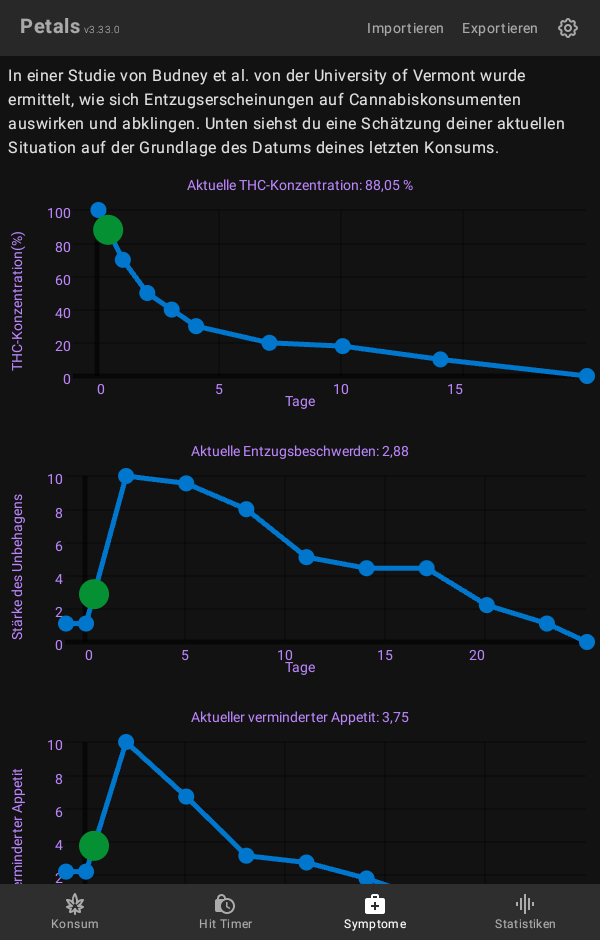 Petals v3.33.0 Importieren Exportieren
In einer Studie von Budney et al. von der University of Vermont wurde
ermittelt, wie sich Entzugserscheinungen auf Cannabiskonsumenten
auswirken und abklingen. Unten siehst du eine Schätzung deiner aktuellen
Situation auf der Grundlage des Datums deines letzten Konsums.
Aktuelle THC-Konzentration: 88,05 %
THC-Konzentration(%)
100
80
60
40
20
0
0 5 10 15
Tage
Aktuelle Entzugsbeschwerden: 2,88
Stärke des Unbehagens
10
8
6
4
2
0
0 5 10 15 20
Tage
Aktueller verminderter Appetit: 3,75
erminderter Appetit
10
8
6
4
2
Konsum Hit Timer Symptome Statistiken